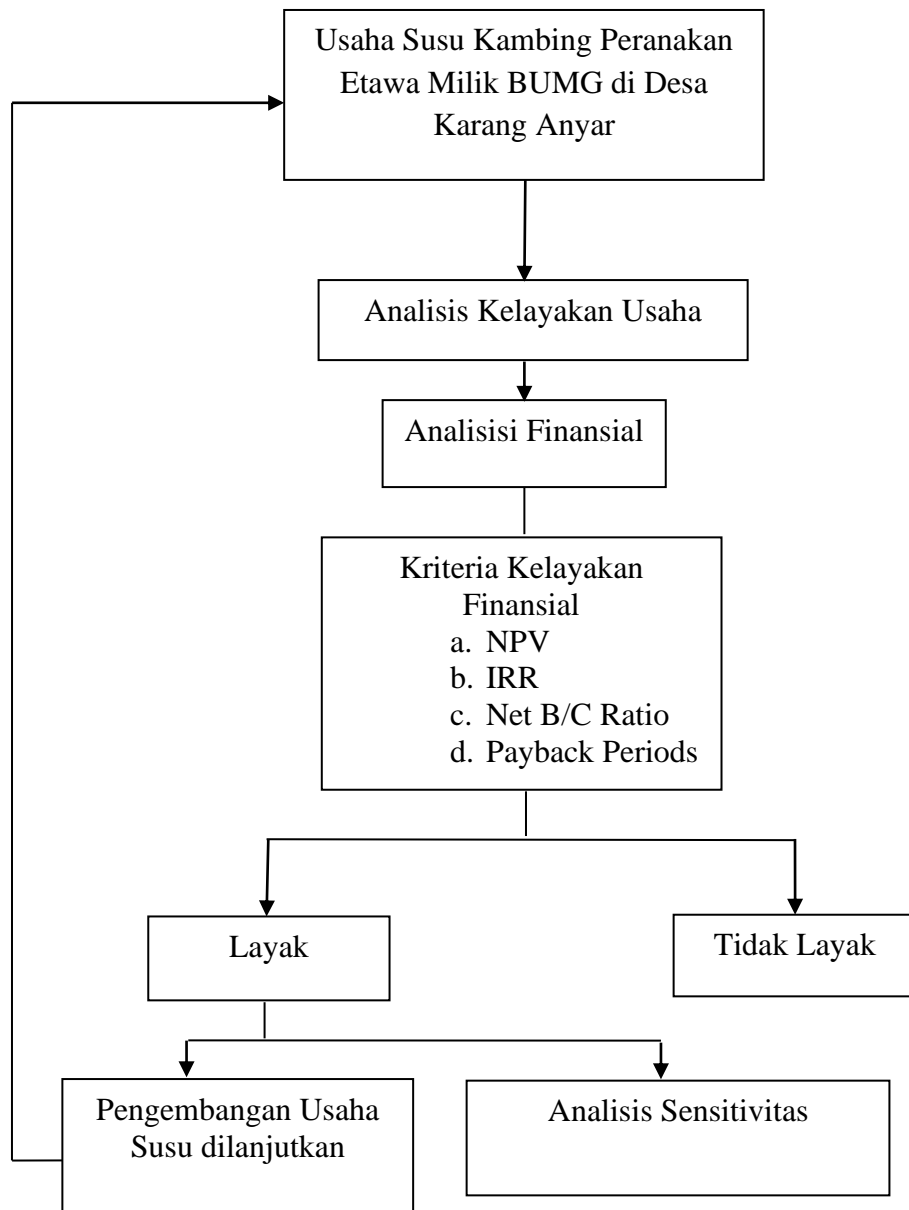 Usaha Susu Kambing Peranakan
Etawa Milik BUMG di Desa
Karang Anyar
Analisis Kelayakan Usaha
Analisisi Finansial
Kriteria Kelayakan
Finansial
a. NPV
b. IRR
c. Net B/C Ratio
d. Payback Periods
Layak
Tidak Layak
Pengembangan Usaha
Susu dilanjutkan
Analisis Sensitivitas